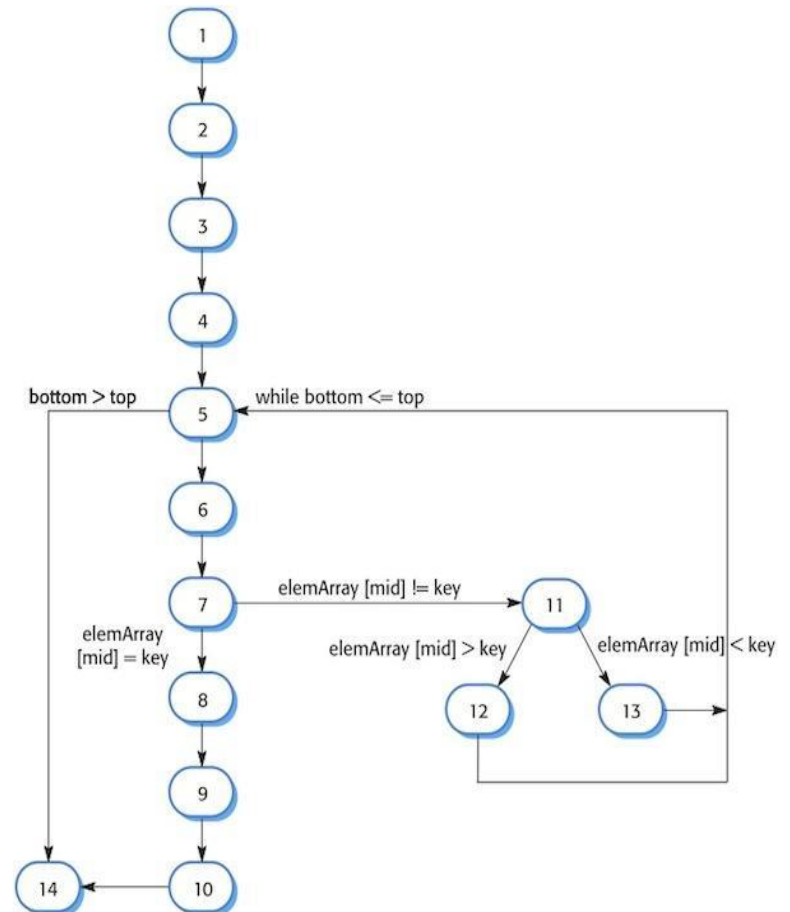 1
2
3
4
bottom > top
while bottom <= top
5
6
7
elemArray [mid] != key
11
elemArray
[mid] = key
elemArray [mid] > key
elemArray [mid] < key
8
12
13
9
14
10